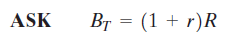 ASK B_T = (1 + r)R